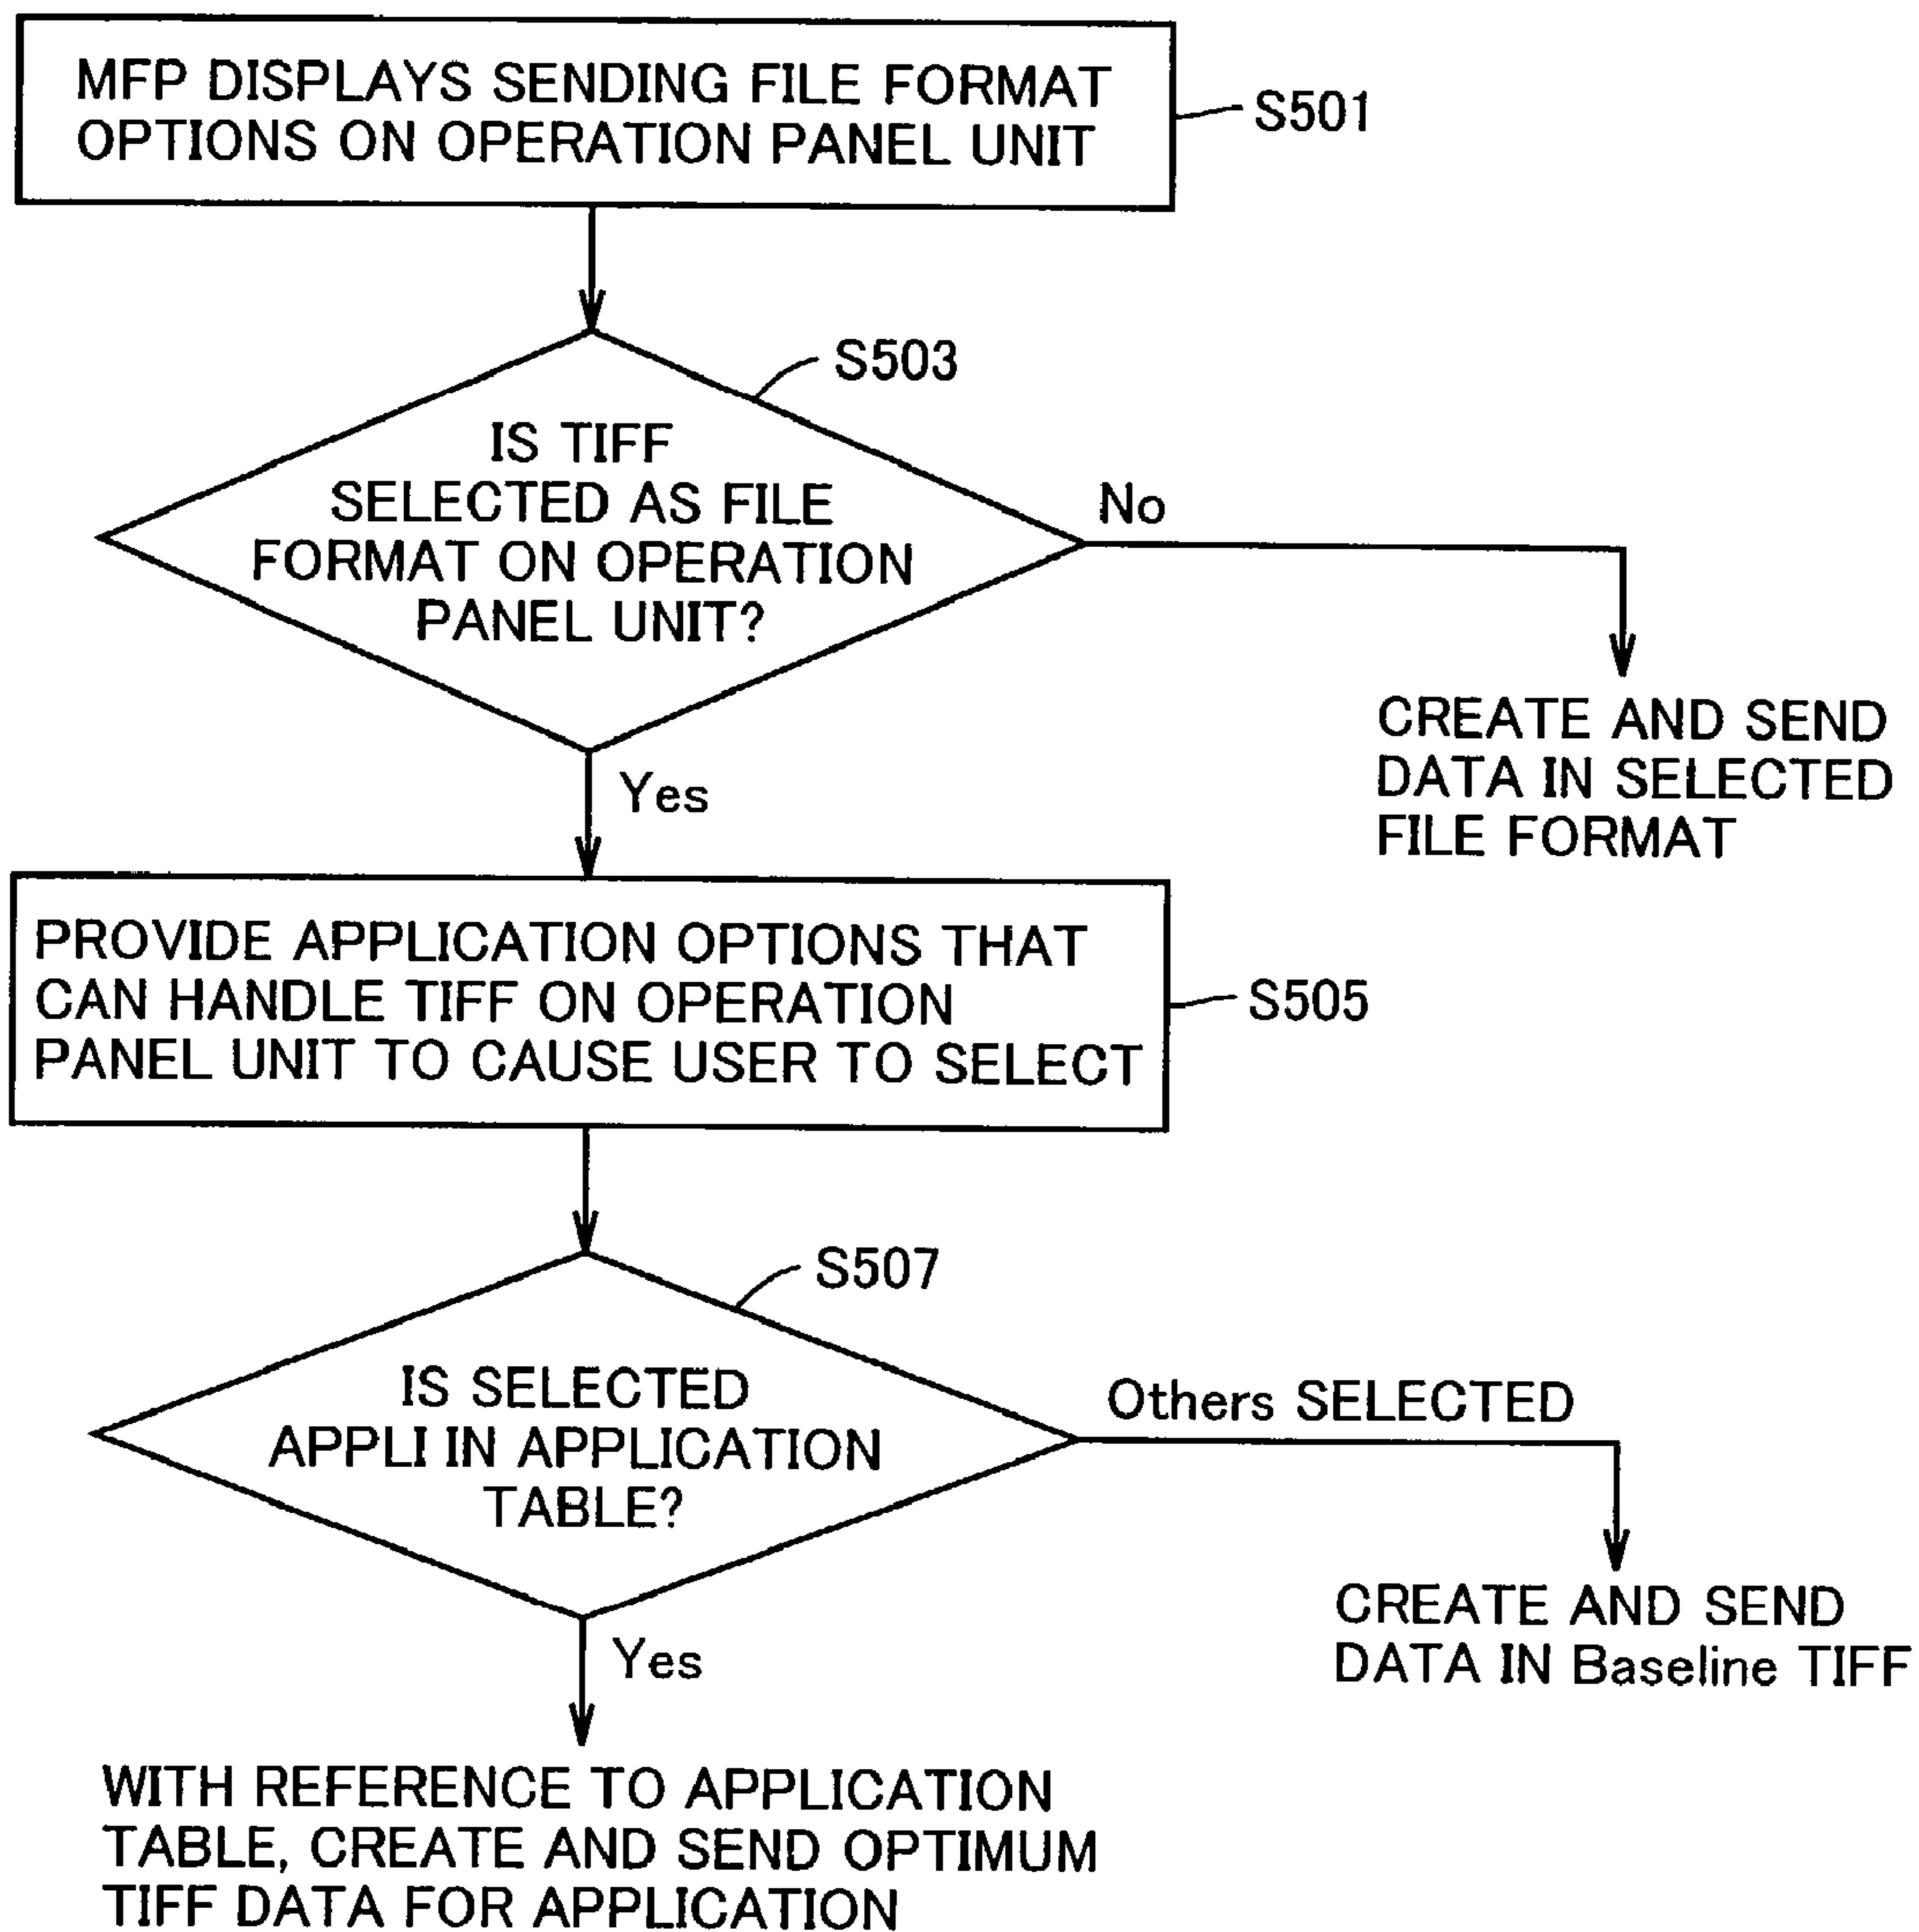 MFP DISPLAYS SENDING FILE FORMAT
OPTIONS ON OPERATION PANEL UNIT
S501
S503
IS TIFF
SELECTED AS FILE
FORMAT ON OPERATION
PANEL UNIT?
No
CREATE AND SEND
DATA IN SELECTED
FILE FORMAT
Yes
PROVIDE APPLICATION OPTIONS THAT
CAN HANDLE TIFF ON OPERATION
PANEL UNIT TO CAUSE USER TO SELECT
S505
S507
IS SELECTED
APPLI IN APPLICATION
TABLE?
Others SELECTED
CREATE AND SEND
DATA IN Baseline TIFF
Yes
WITH REFERENCE TO APPLICATION
TABLE, CREATE AND SEND OPTIMUM
TIFF DATA FOR APPLICATION